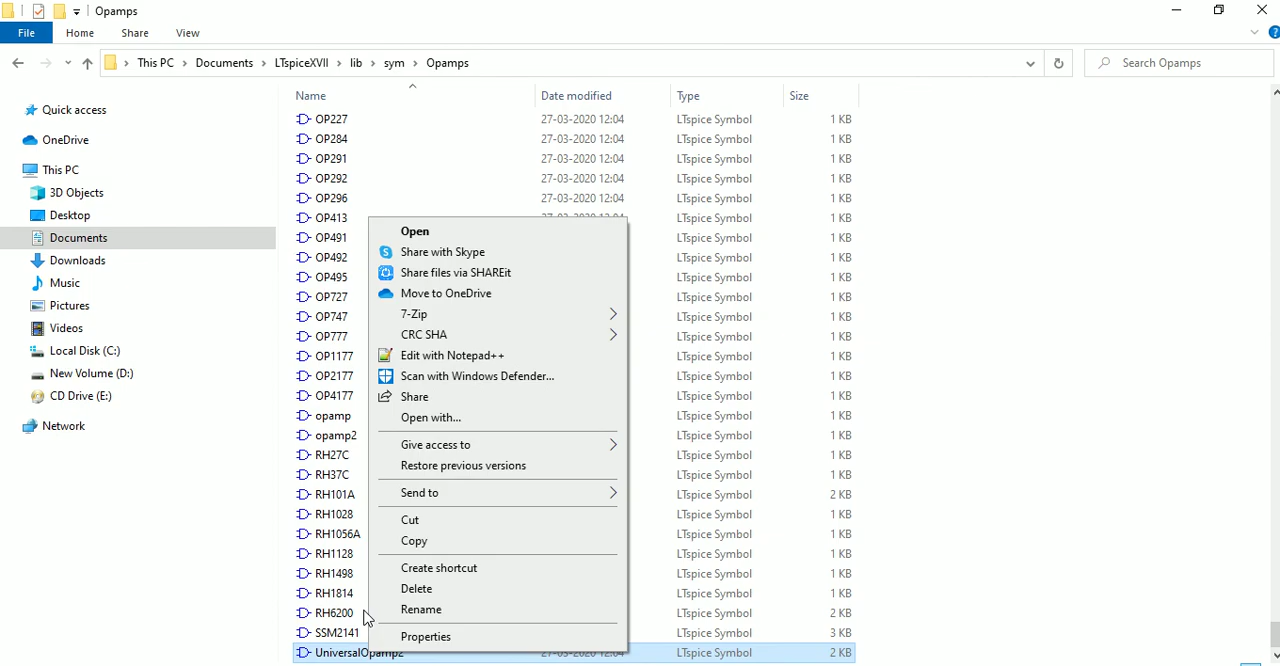 Opamps
File Home Share View
This PC Documents LTspiceXVII lib sym Opamps Search Opamps
Name Date modified Type Size
Quick access
OneDrive
This PC
3D Objects
Desktop
Documents
Downloads
Music
Pictures
Videos
Local Disk (C:)
New Volume (D:)
CD Drive (E:)
Network
OP227 27-03-2020 12:04 LTspice Symbol 1 KB
OP284 27-03-2020 12:04 LTspice Symbol 1 KB
OP291 27-03-2020 12:04 LTspice Symbol 1 KB
OP292 27-03-2020 12:04 LTspice Symbol 1 KB
OP296 27-03-2020 12:04 LTspice Symbol 1 KB
OP413 27-03-2020 12:04 LTspice Symbol 1 KB
OP491 LTspice Symbol 1 KB
OP492 LTspice Symbol 1 KB
OP495 LTspice Symbol 1 KB
OP727 LTspice Symbol 1 KB
OP747 LTspice Symbol 1 KB
OP777 LTspice Symbol 1 KB
OP1177 LTspice Symbol 1 KB
OP2177 LTspice Symbol 1 KB
OP4177 LTspice Symbol 1 KB
opamp LTspice Symbol 1 KB
opamp2 LTspice Symbol 1 KB
RH27C LTspice Symbol 1 KB
RH37C LTspice Symbol 1 KB
RH101A LTspice Symbol 2 KB
RH1028 LTspice Symbol 1 KB
RH1056A LTspice Symbol 1 KB
RH1128 LTspice Symbol 1 KB
RH1498 LTspice Symbol 1 KB
RH1814 LTspice Symbol 1 KB
RH6200 LTspice Symbol 2 KB
SSM2141 LTspice Symbol 3 KB
UniversalOpamp2 27-03-2020 12:04 LTspice Symbol 2 KB
Open
Share with Skype
Share files via SHAREit
Move to OneDrive
7-Zip
CRC SHA
Edit with Notepad++
Scan with Windows Defender...
Share
Open with...
Give access to
Restore previous versions
Send to
Cut
Copy
Create shortcut
Delete
Rename
Properties